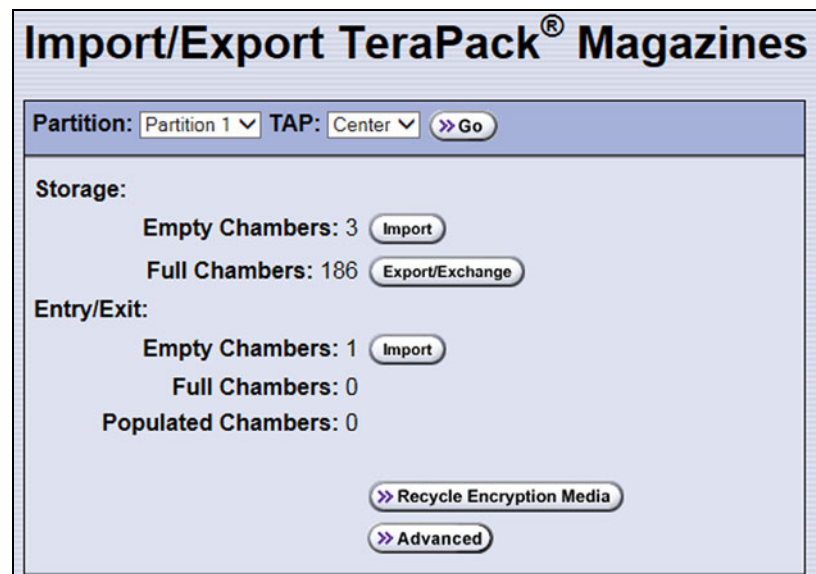 Import/Export TeraPack® Magazines
Partition: Partition 1 TAP: Center >> Go
Storage:
Empty Chambers: 3 Import
Full Chambers: 186 Export/Exchange
Entry/Exit:
Empty Chambers: 1 Import
Full Chambers: 0
Populated Chambers: 0
>> Recycle Encryption Media
>> Advanced